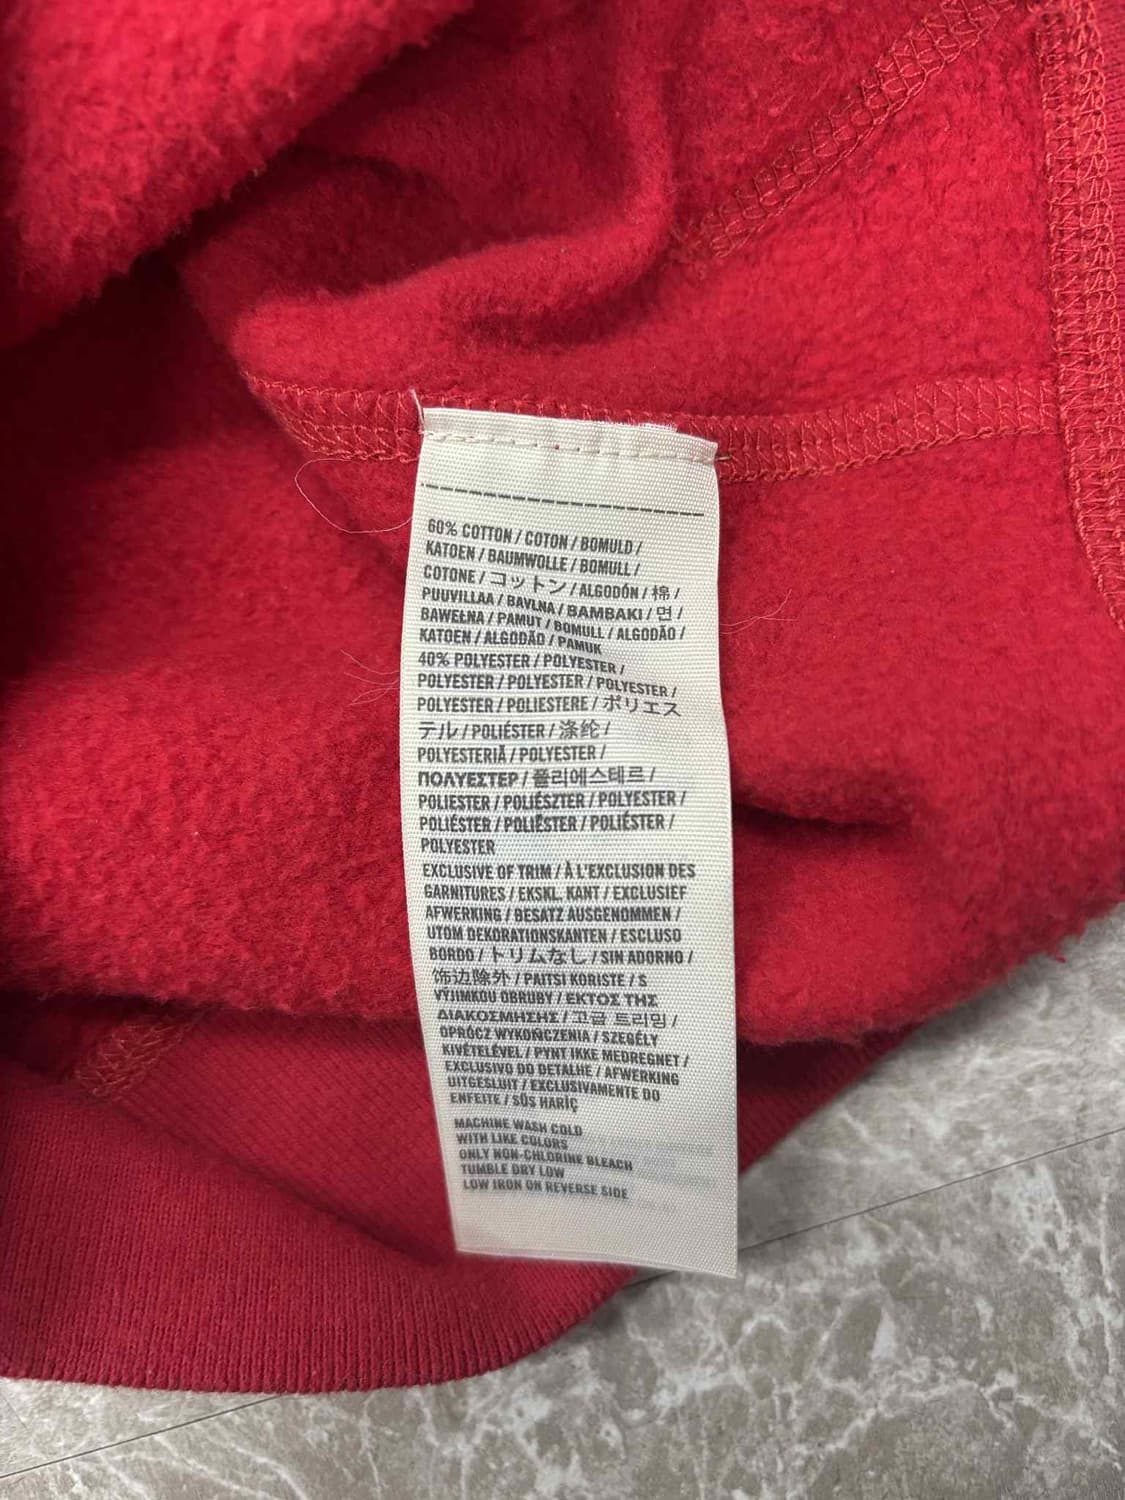 60% COTTON / COTON / BOMULD /
KATOEN / BAUMWOLLE / BOMULL /
COTONE / コットン / ALGODÓN / 棉 /
PUUVILLAA / BAVLNA / BAMBAKI / 면 /
BAWEŁNA / PAMUT / BOMULL / ALGODÃO /
KATOEN / ALGODÃO / PAMUK
40% POLYESTER / POLYESTER /
POLYESTER / POLYESTER / POLYESTER /
POLYESTER / POLIESTERE / ポリエス
テル / POLIÉSTER / 涤纶 /
POLYESTERIÄ / POLYESTER /
ΠΟΛΥΕΣΤΕΡ / 폴리에스테르 /
POLIESTER / POLIÉSZTER / POLYESTER /
POLIÉSTER / POLIËSTER / POLIÉSTER /
POLYESTER
EXCLUSIVE OF TRIM / À L'EXCLUSION DES
GARNITURES / EKSKL. KANT / EXCLUSIEF
AFWERKING / BESATZ AUSGENOMMEN /
UTOM DEKORATIONSKANTEN / ESCLUSO
BORDO / トリムなし / SIN ADORNO /
饰边除外 / PAITSI KORISTE / S
VÝJIMKOU OBRUBY / ΕΚΤΟΣ ΤΗΣ
ΔΙΑΚΟΣΜΗΣΗΣ / 고급 트리밍 /
OPRÓCZ WYKOŃCZENIA / SZEGÉLY
KIVÉTELÉVEL / PYNT IKKE MEDREGNET /
EXCLUSIVO DO DETALHE / AFWERKING
UITGESLUIT / EXCLUSIVAMENTE DO
ENFEITE / SÜS HARİÇ
MACHINE WASH COLD
WITH LIKE COLORS
ONLY NON-CHLORINE BLEACH
TUMBLE DRY LOW
LOW IRON ON REVERSE SIDE